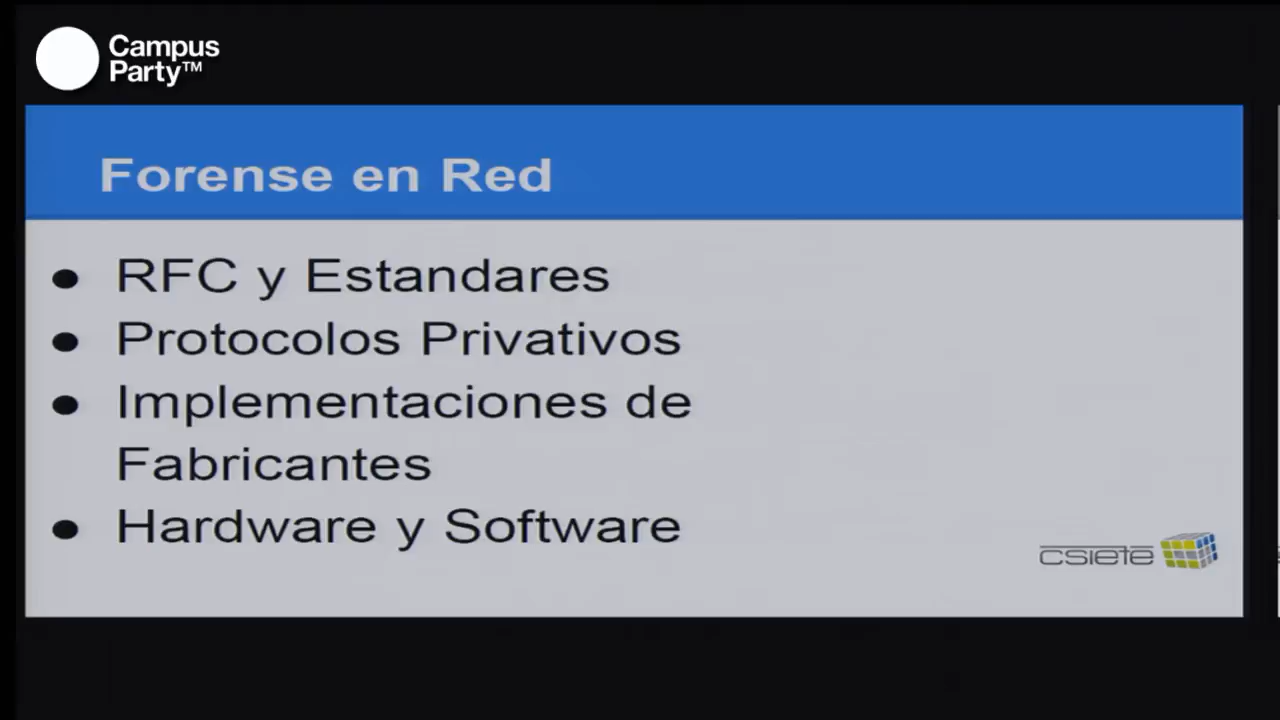 Campus
Party™
Forense en Red
● RFC y Estandares
● Protocolos Privativos
● Implementaciones de
Fabricantes
● Hardware y Software
csiete